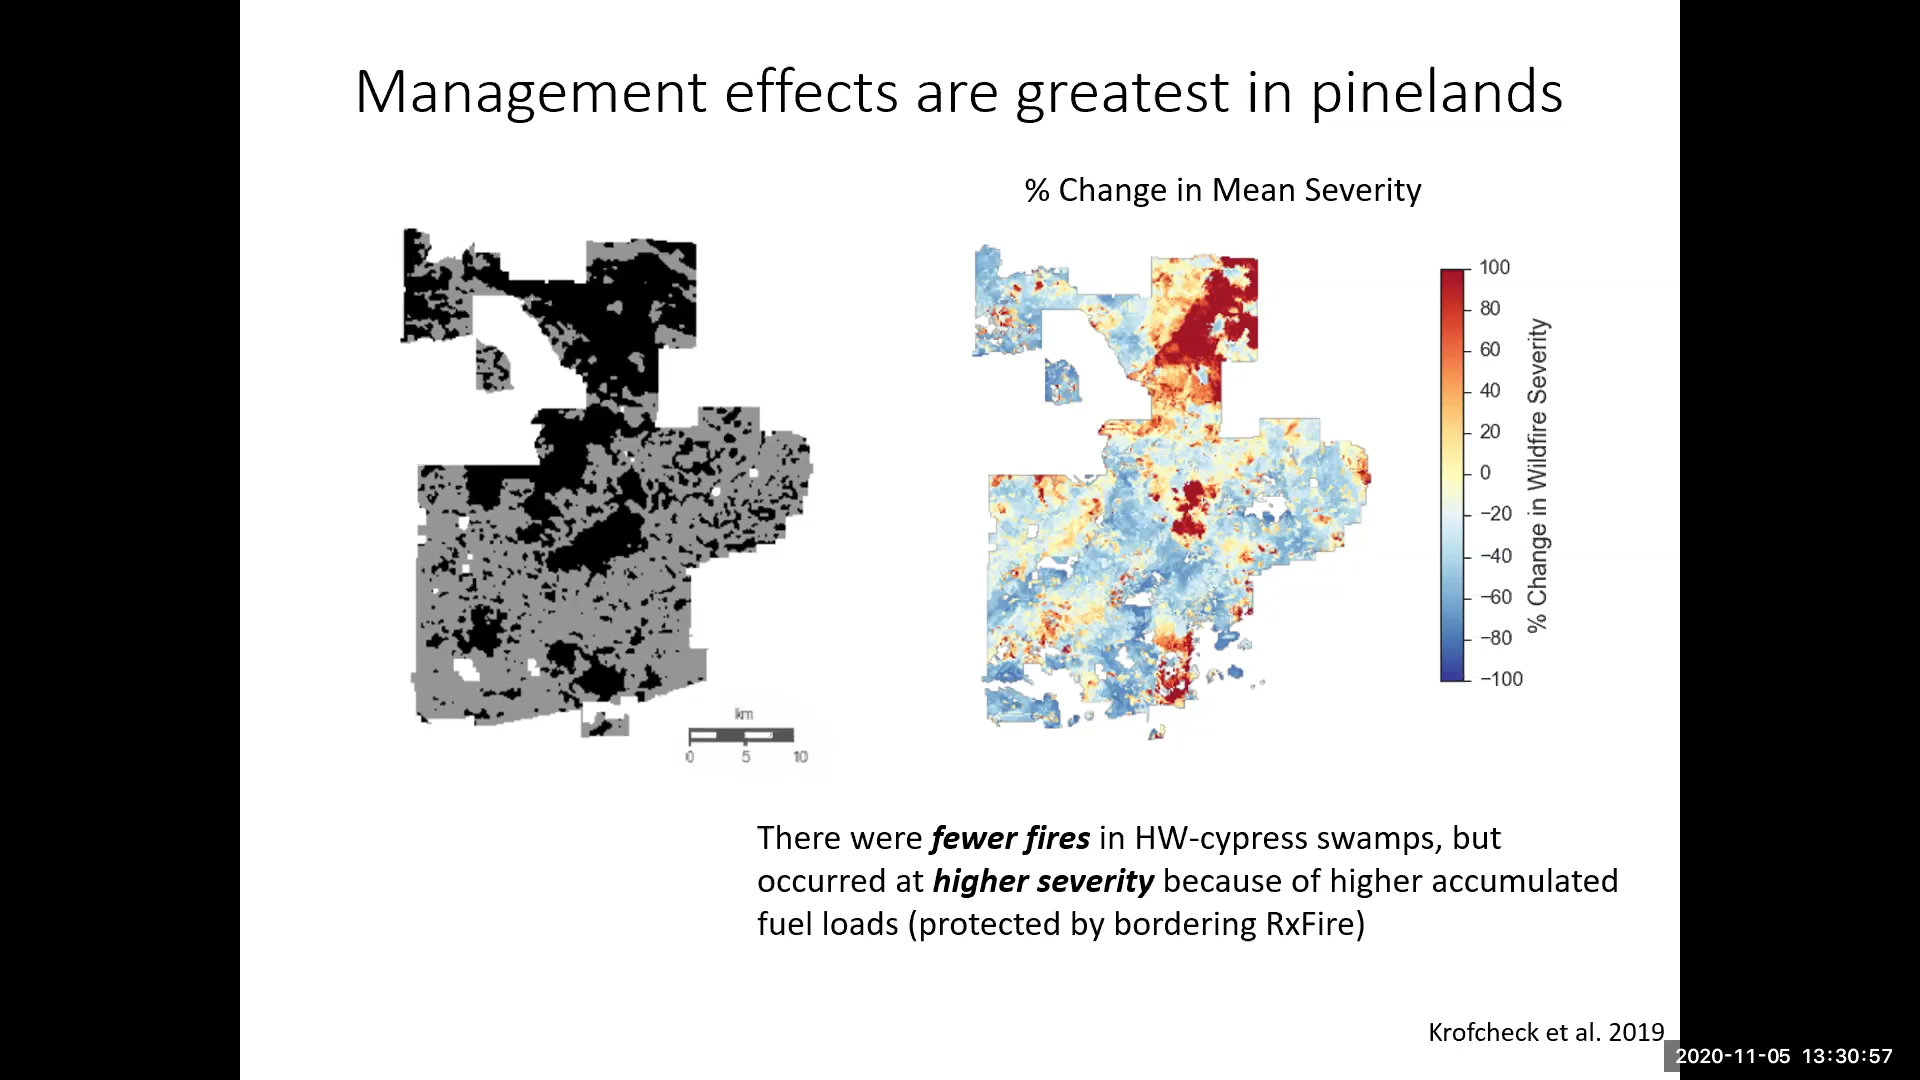 Management effects are greatest in pinelands
% Change in Mean Severity
100
80
60
40
20
0
−20
−40
−60
−80
−100
% Change in Wildfire Severity
km
0 5 10
There were fewer fires in HW-cypress swamps, but
occurred at higher severity because of higher accumulated
fuel loads (protected by bordering RxFire)
Krofcheck et al. 2019
2020-11-05 13:30:57